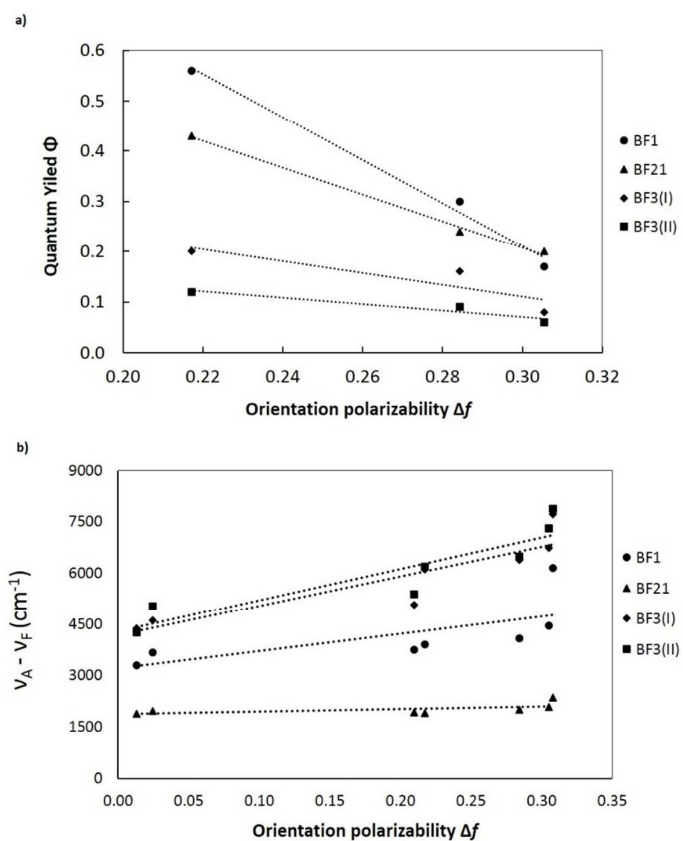 a)
0.6
0.5
0.4
0.3
0.2
0.1
0.0
Quantum Yiled Φ
0.20 0.22 0.24 0.26 0.28 0.30 0.32
Orientation polarizability Δf
BF1
BF21
BF3(I)
BF3(II)
b)
9000
7500
6000
4500
3000
1500
0
νA - νF (cm-1)
0.00 0.05 0.10 0.15 0.20 0.25 0.30 0.35
Orientation polarizability Δf
BF1
BF21
BF3(I)
BF3(II)